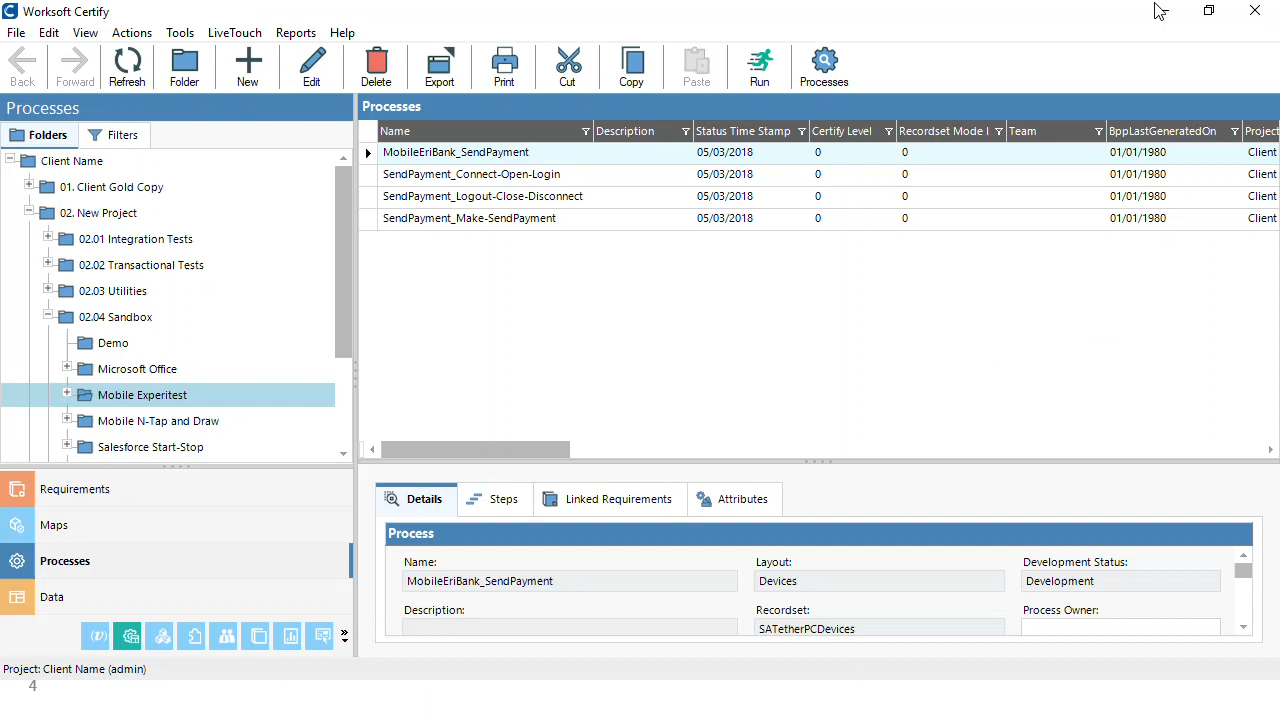 Worksoft Certify
File Edit View Actions Tools LiveTouch Reports Help
Back Forward Refresh Folder New Edit Delete Export Print Cut Copy Paste Run Processes
Processes
Folders Filters
Client Name
01. Client Gold Copy
02. New Project
02.01 Integration Tests
02.02 Transactional Tests
02.03 Utilities
02.04 Sandbox
Demo
Microsoft Office
Mobile Experitest
Mobile N-Tap and Draw
Salesforce Start-Stop
Requirements
Maps
Processes
Data
Processes
Name Description Status Time Stamp Certify Level Recordset Mode I Team BppLastGeneratedOn Project
MobileEriBank_SendPayment 05/03/2018 0 0 01/01/1980 Client
SendPayment_Connect-Open-Login 05/03/2018 0 0 01/01/1980 Client
SendPayment_Logout-Close-Disconnect 05/03/2018 0 0 01/01/1980 Client
SendPayment_Make-SendPayment 05/03/2018 0 0 01/01/1980 Client
Details Steps Linked Requirements Attributes
Process
Name: Layout: Development Status:
MobileEriBank_SendPayment Devices Development
Description: Recordset: Process Owner:
SATetherPCDevices
Project: Client Name (admin)
4